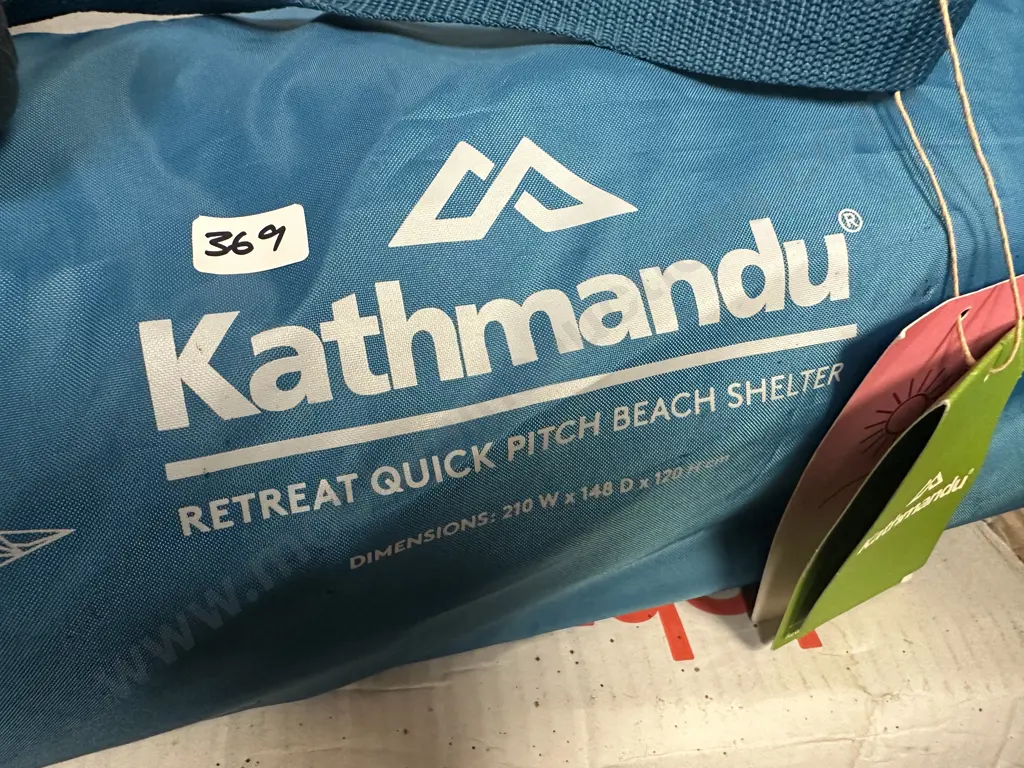 369
Kathmandu®
RETREAT QUICK PITCH BEACH SHELTER
DIMENSIONS: 210 W x 148 D x 120 H cm
Kathmandu®